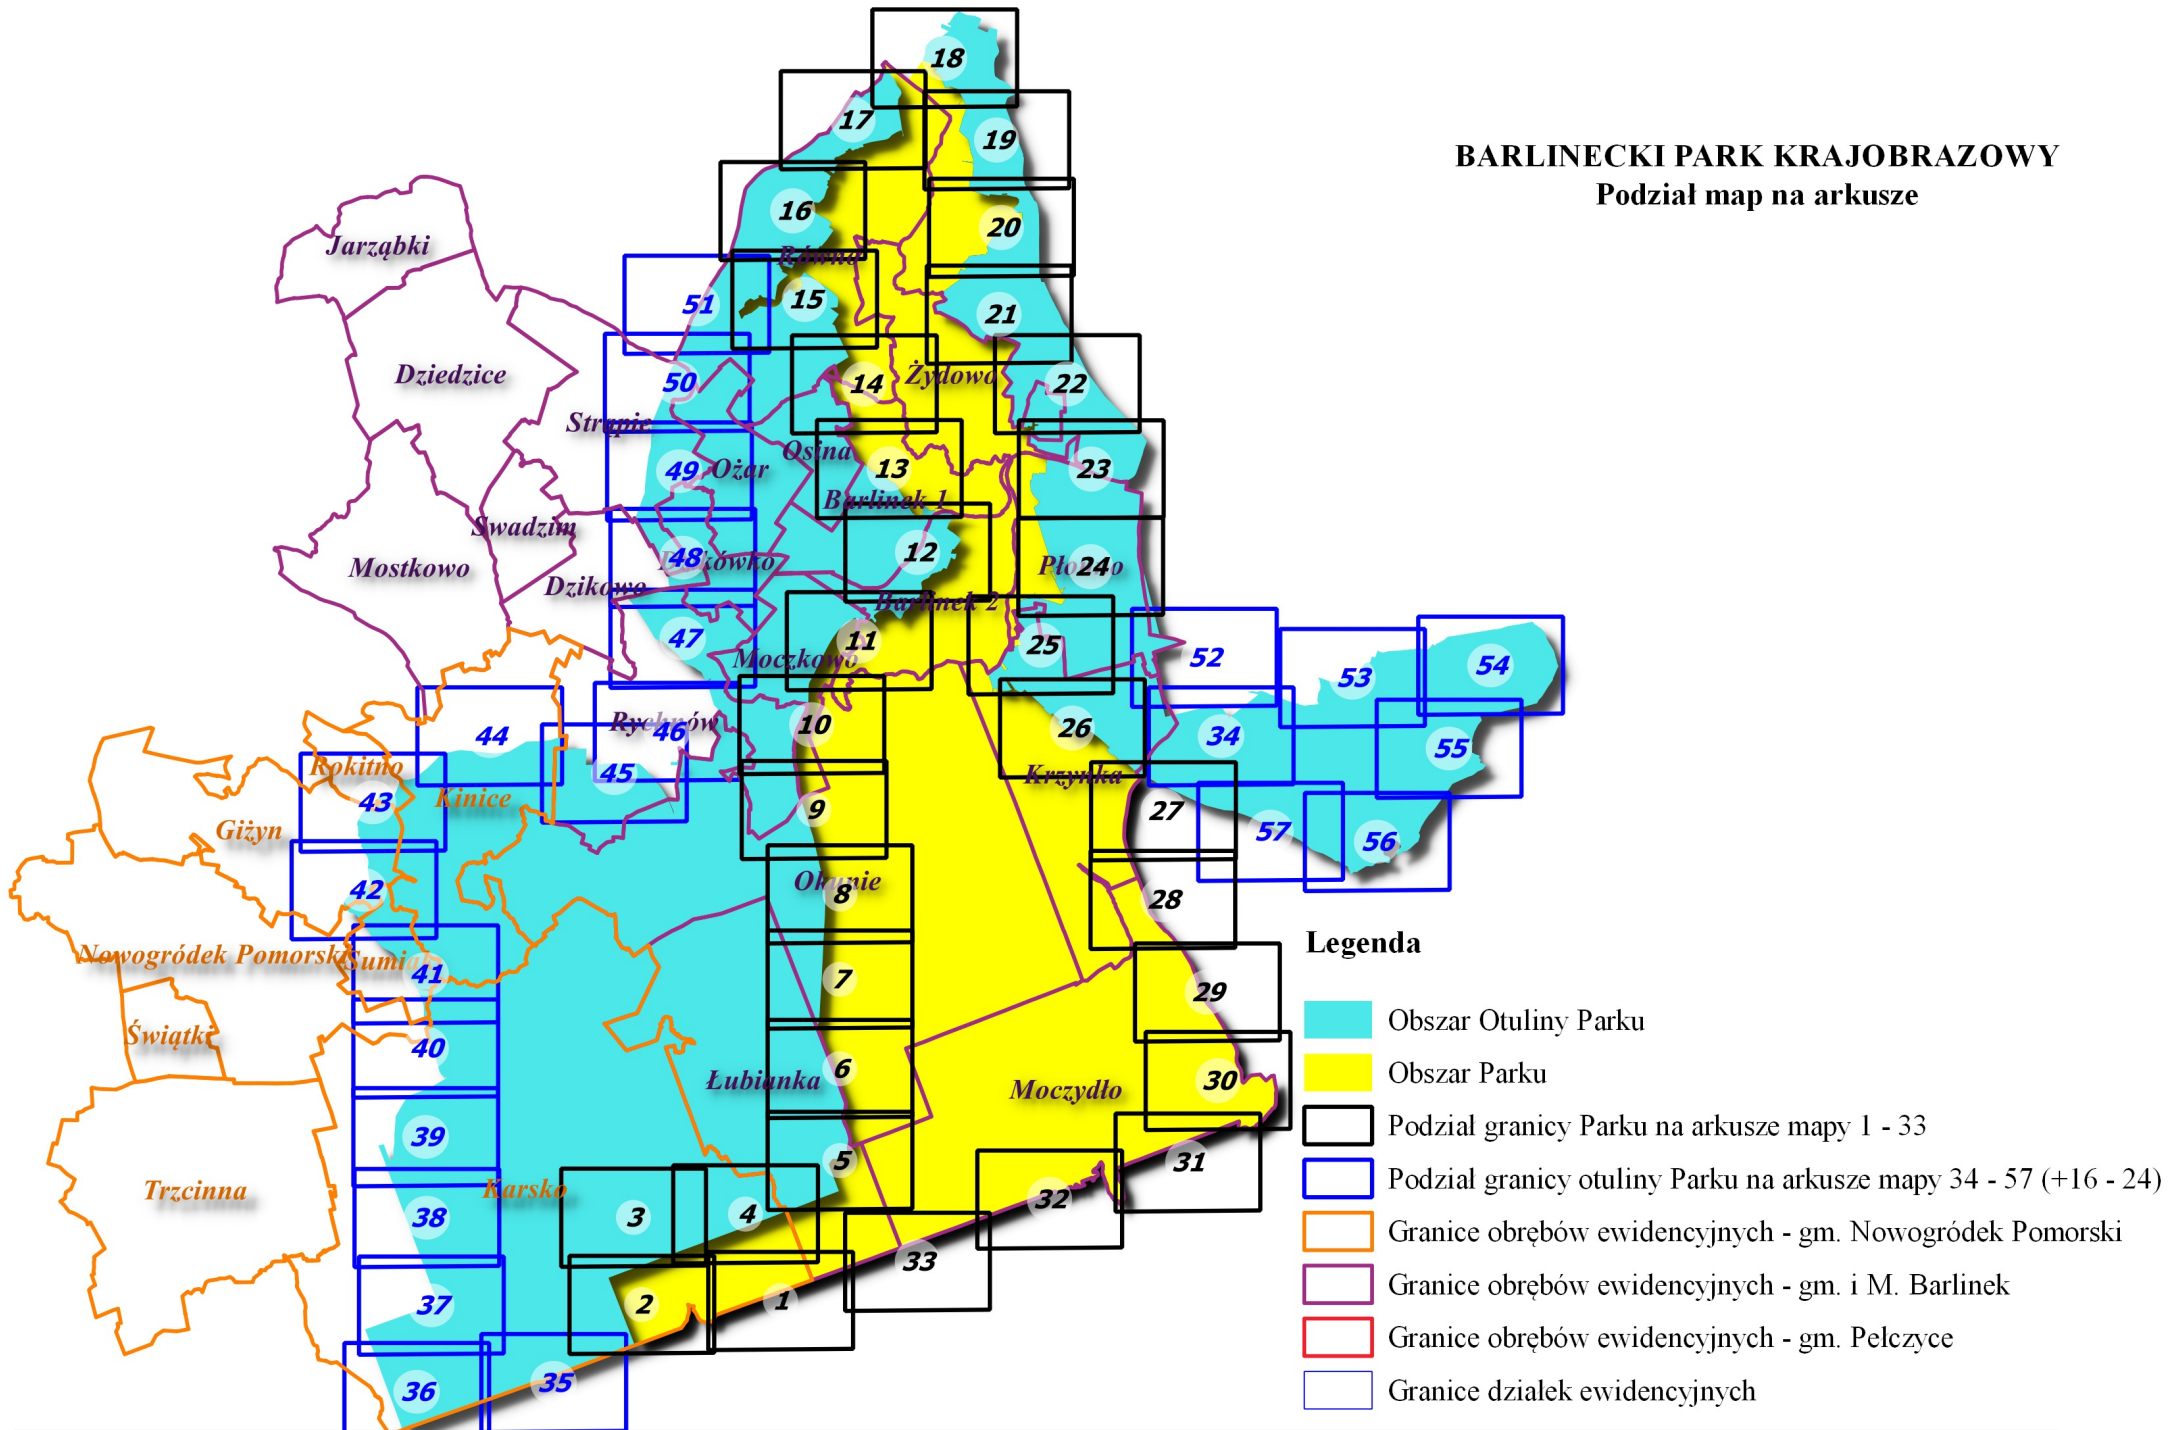 BARLINECKI PARK KRAJOBRAZOWY
Podział map na arkusze
18
17
19
16
20
Jarząbki
Równo
51
15
21
Dziedzice
50
14
Żydowo
22
Strąpie
Osina
49
Ożar
13
23
Barlinek 1
Swadzim
12
48
Mostkowo
24
Dzikowo
Barlinek 2
47
11
25
Moczkowo
52
53
54
Rychnów
46
10
26
34
44
55
Rokitno
45
Krzynka
43
Kinice
9
27
Giżyn
57
56
42
Okunie
8
28
Nowogródek Pomorski
41
7
29
Świątki
40
6
Łubianka
Moczydło
30
39
5
31
Trzcinna
Karsko
38
3
4
32
33
37
2
1
36
35
Legenda
Obszar Otuliny Parku
Obszar Parku
Podział granicy Parku na arkusze mapy 1 - 33
Podział granicy otuliny Parku na arkusze mapy 34 - 57 (+16 - 24)
Granice obrębów ewidencyjnych - gm. Nowogródek Pomorski
Granice obrębów ewidencyjnych - gm. i M. Barlinek
Granice obrębów ewidencyjnych - gm. Pełczyce
Granice działek ewidencyjnych